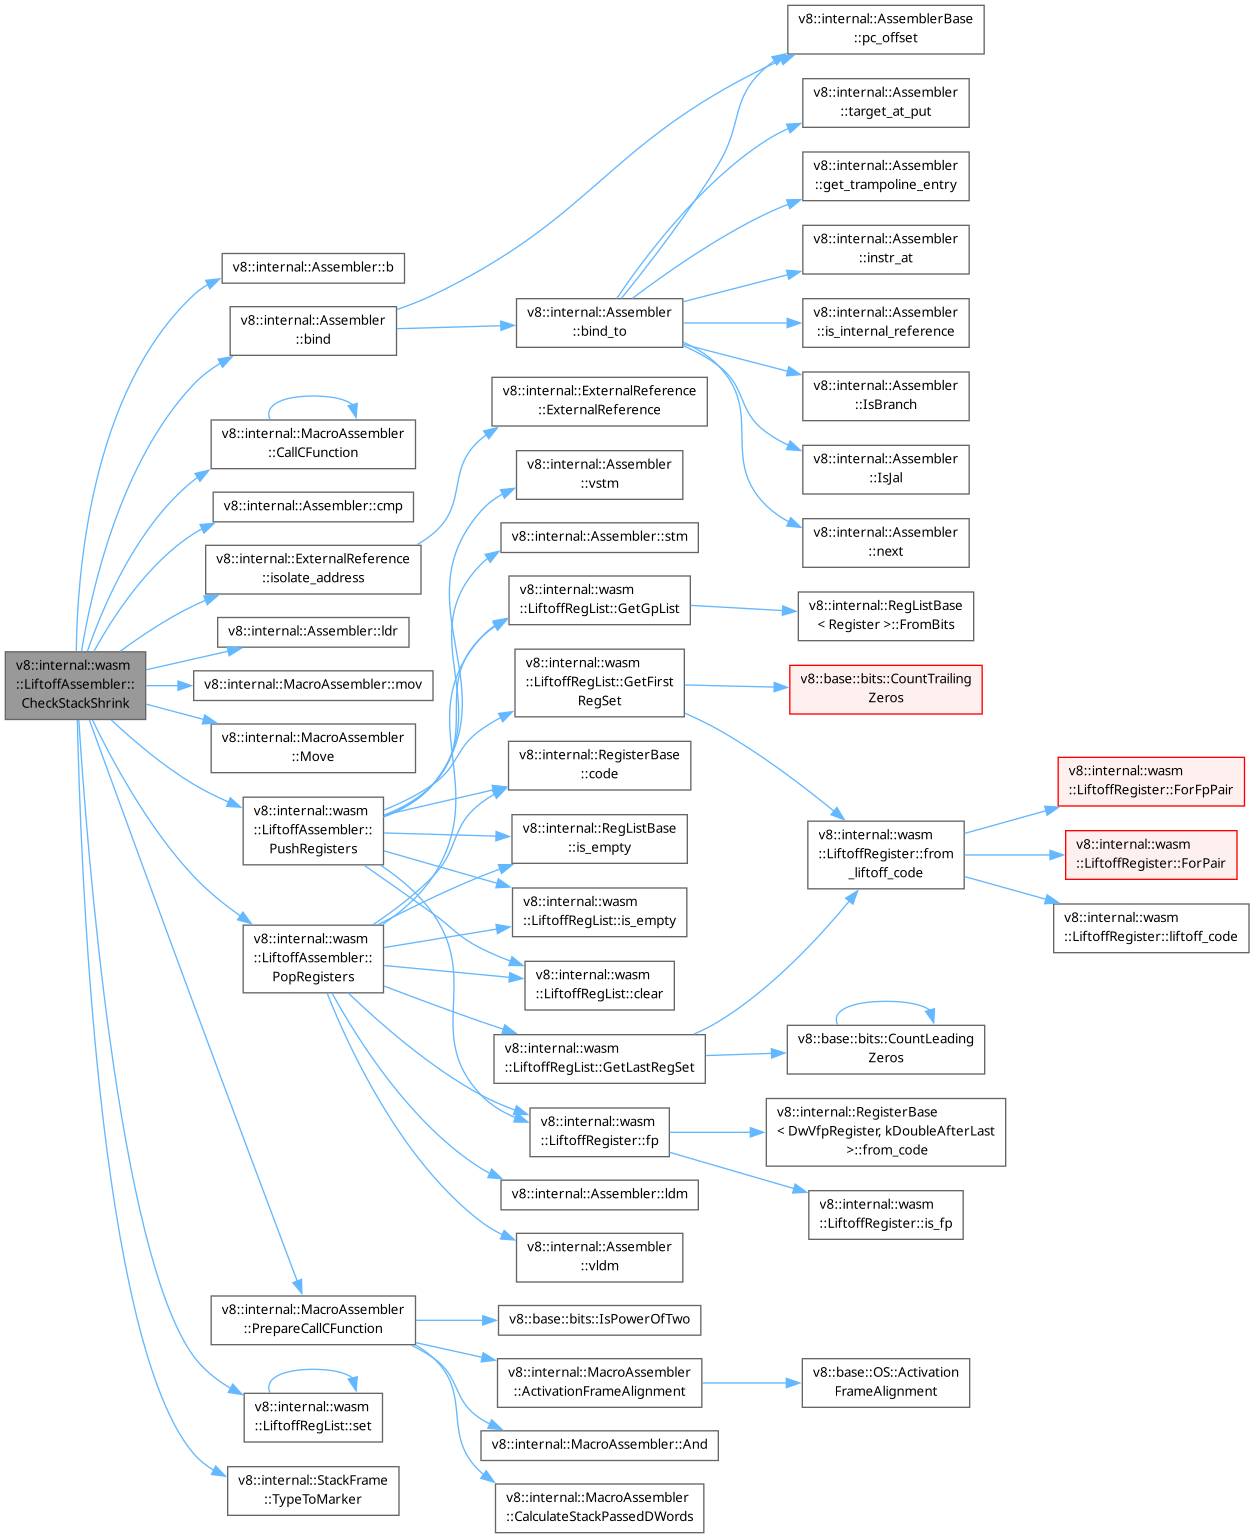 v8::internal::wasm
::LiftoffAssembler::
CheckStackShrink
v8::internal::Assembler::b
v8::internal::Assembler
::bind
v8::internal::MacroAssembler
::CallCFunction
v8::internal::Assembler::cmp
v8::internal::ExternalReference
::isolate_address
v8::internal::Assembler::ldr
v8::internal::MacroAssembler::mov
v8::internal::MacroAssembler
::Move
v8::internal::wasm
::LiftoffAssembler::
PushRegisters
v8::internal::wasm
::LiftoffAssembler::
PopRegisters
v8::internal::MacroAssembler
::PrepareCallCFunction
v8::internal::wasm
::LiftoffRegList::set
v8::internal::StackFrame
::TypeToMarker
v8::internal::Assembler
::bind_to
v8::internal::ExternalReference
::ExternalReference
v8::internal::Assembler
::vstm
v8::internal::Assembler::stm
v8::internal::wasm
::LiftoffRegList::GetGpList
v8::internal::wasm
::LiftoffRegList::GetFirst
RegSet
v8::internal::RegisterBase
::code
v8::internal::RegListBase
::is_empty
v8::internal::wasm
::LiftoffRegList::is_empty
v8::internal::wasm
::LiftoffRegList::clear
v8::internal::wasm
::LiftoffRegList::GetLastRegSet
v8::internal::wasm
::LiftoffRegister::fp
v8::internal::Assembler::ldm
v8::internal::Assembler
::vldm
v8::base::bits::IsPowerOfTwo
v8::internal::MacroAssembler
::ActivationFrameAlignment
v8::internal::MacroAssembler::And
v8::internal::MacroAssembler
::CalculateStackPassedDWords
v8::internal::AssemblerBase
::pc_offset
v8::internal::Assembler
::target_at_put
v8::internal::Assembler
::get_trampoline_entry
v8::internal::Assembler
::instr_at
v8::internal::Assembler
::is_internal_reference
v8::internal::Assembler
::IsBranch
v8::internal::Assembler
::IsJal
v8::internal::Assembler
::next
v8::internal::RegListBase
< Register >::FromBits
v8::base::bits::CountTrailing
Zeros
v8::internal::wasm
::LiftoffRegister::from
_liftoff_code
v8::base::bits::CountLeading
Zeros
v8::internal::RegisterBase
< DwVfpRegister, kDoubleAfterLast
>::from_code
v8::internal::wasm
::LiftoffRegister::is_fp
v8::base::OS::Activation
FrameAlignment
v8::internal::wasm
::LiftoffRegister::ForFpPair
v8::internal::wasm
::LiftoffRegister::ForPair
v8::internal::wasm
::LiftoffRegister::liftoff_code